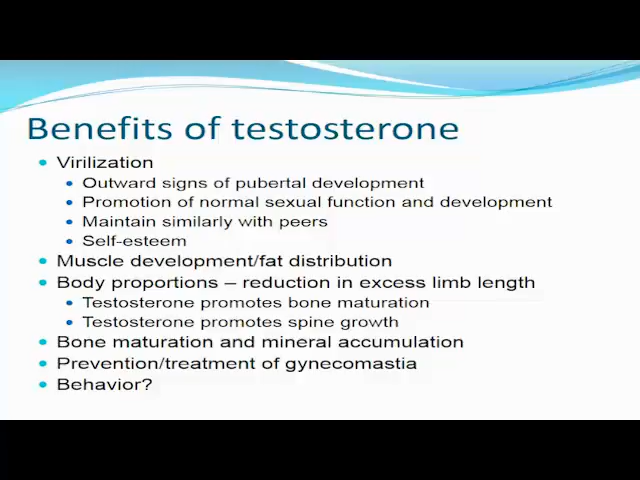 Benefits of testosterone
• Virilization
• Outward signs of pubertal development
• Promotion of normal sexual function and development
• Maintain similarly with peers
• Self-esteem
• Muscle development/fat distribution
• Body proportions – reduction in excess limb length
• Testosterone promotes bone maturation
• Testosterone promotes spine growth
• Bone maturation and mineral accumulation
• Prevention/treatment of gynecomastia
• Behavior?